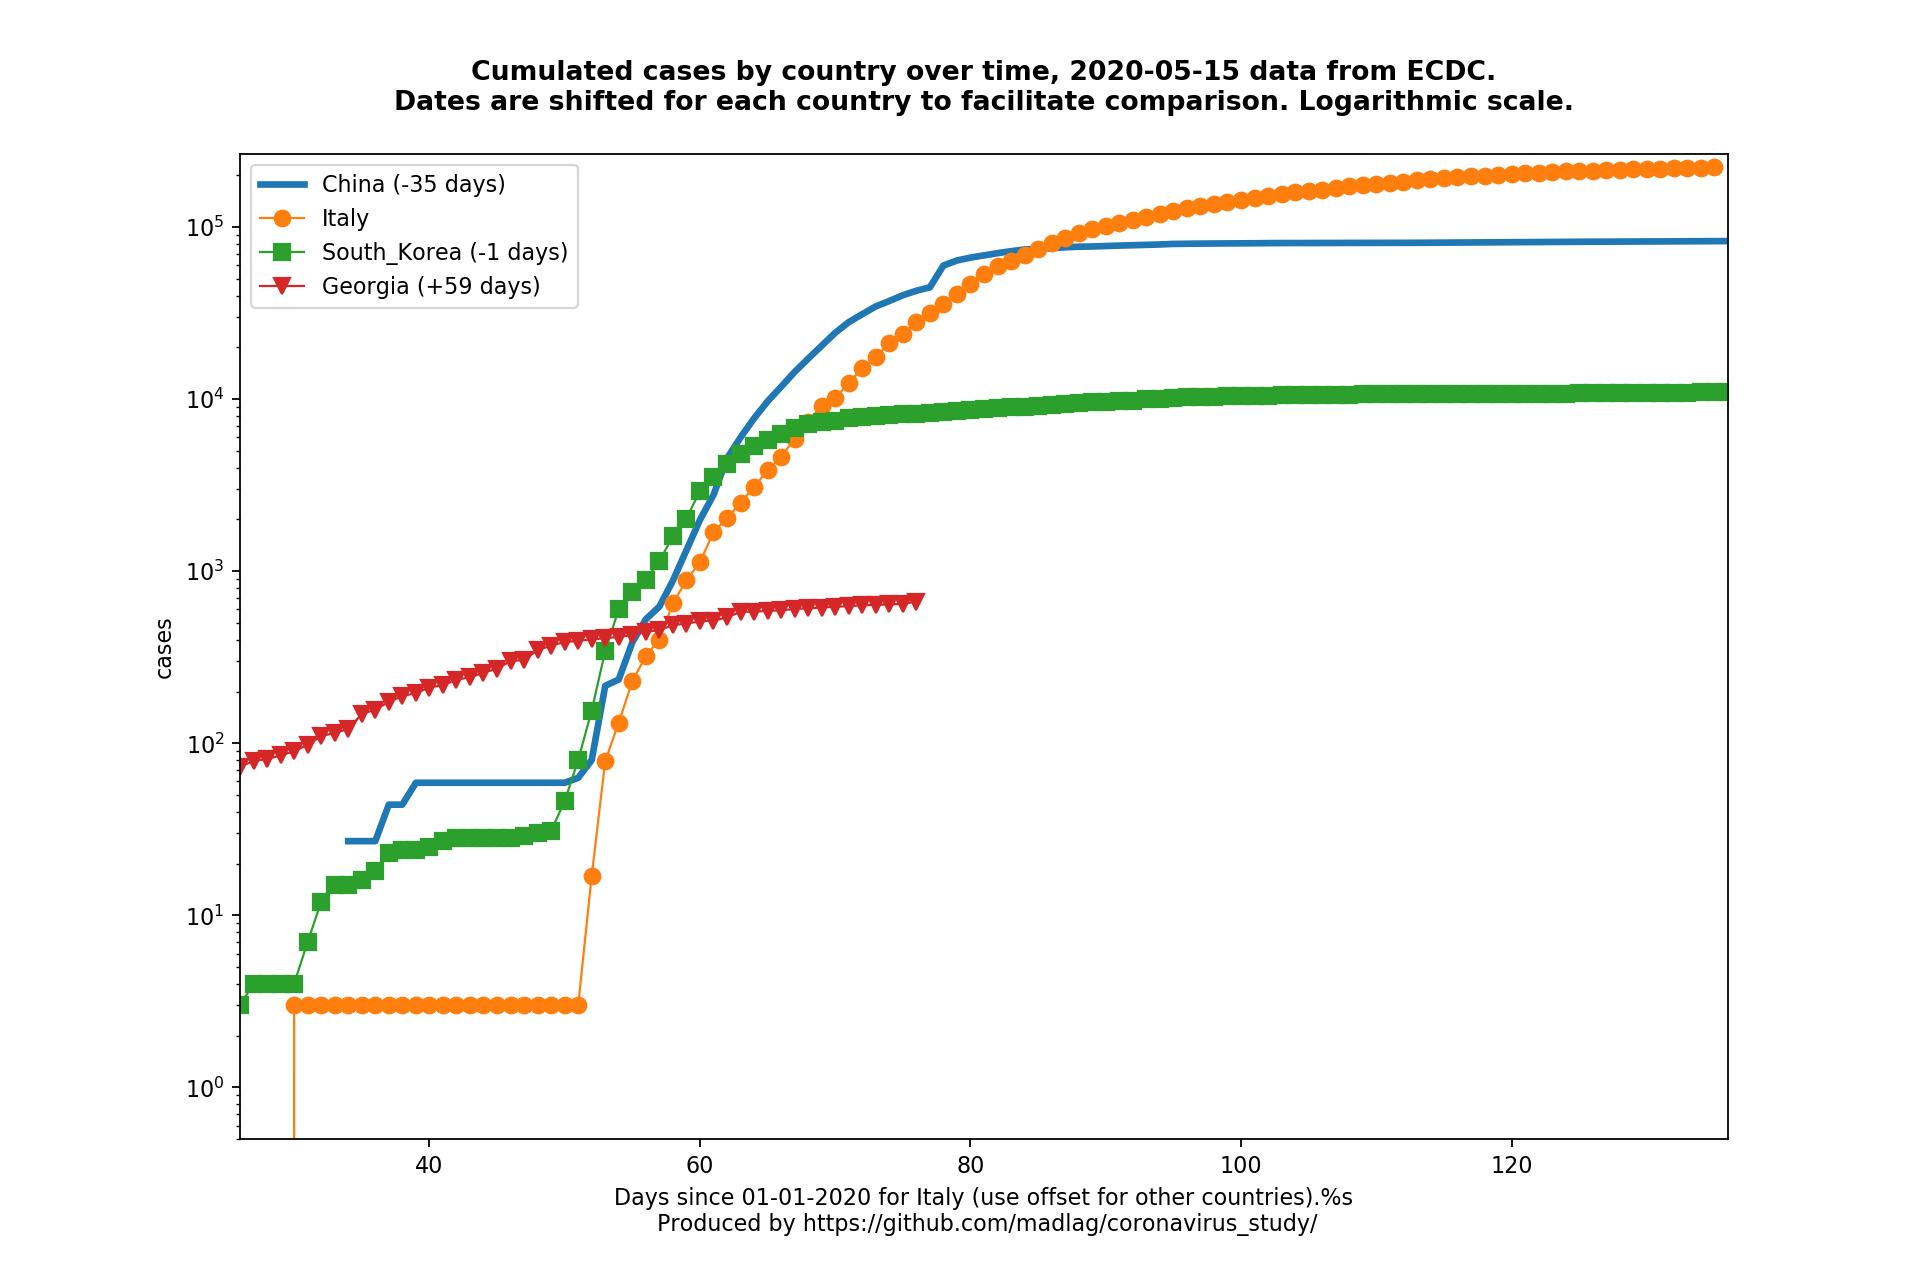 Cumulated cases by country over time, 2020-05-15 data from ECDC.
Dates are shifted for each country to facilitate comparison. Logarithmic scale.
China (-35 days)
Italy
South_Korea (-1 days)
Georgia (+59 days)
10^5
10^4
10^3
10^2
10^1
10^0
cases
40 60 80 100 120
Days since 01-01-2020 for Italy (use offset for other countries).%s
Produced by https://github.com/madlag/coronavirus_study/